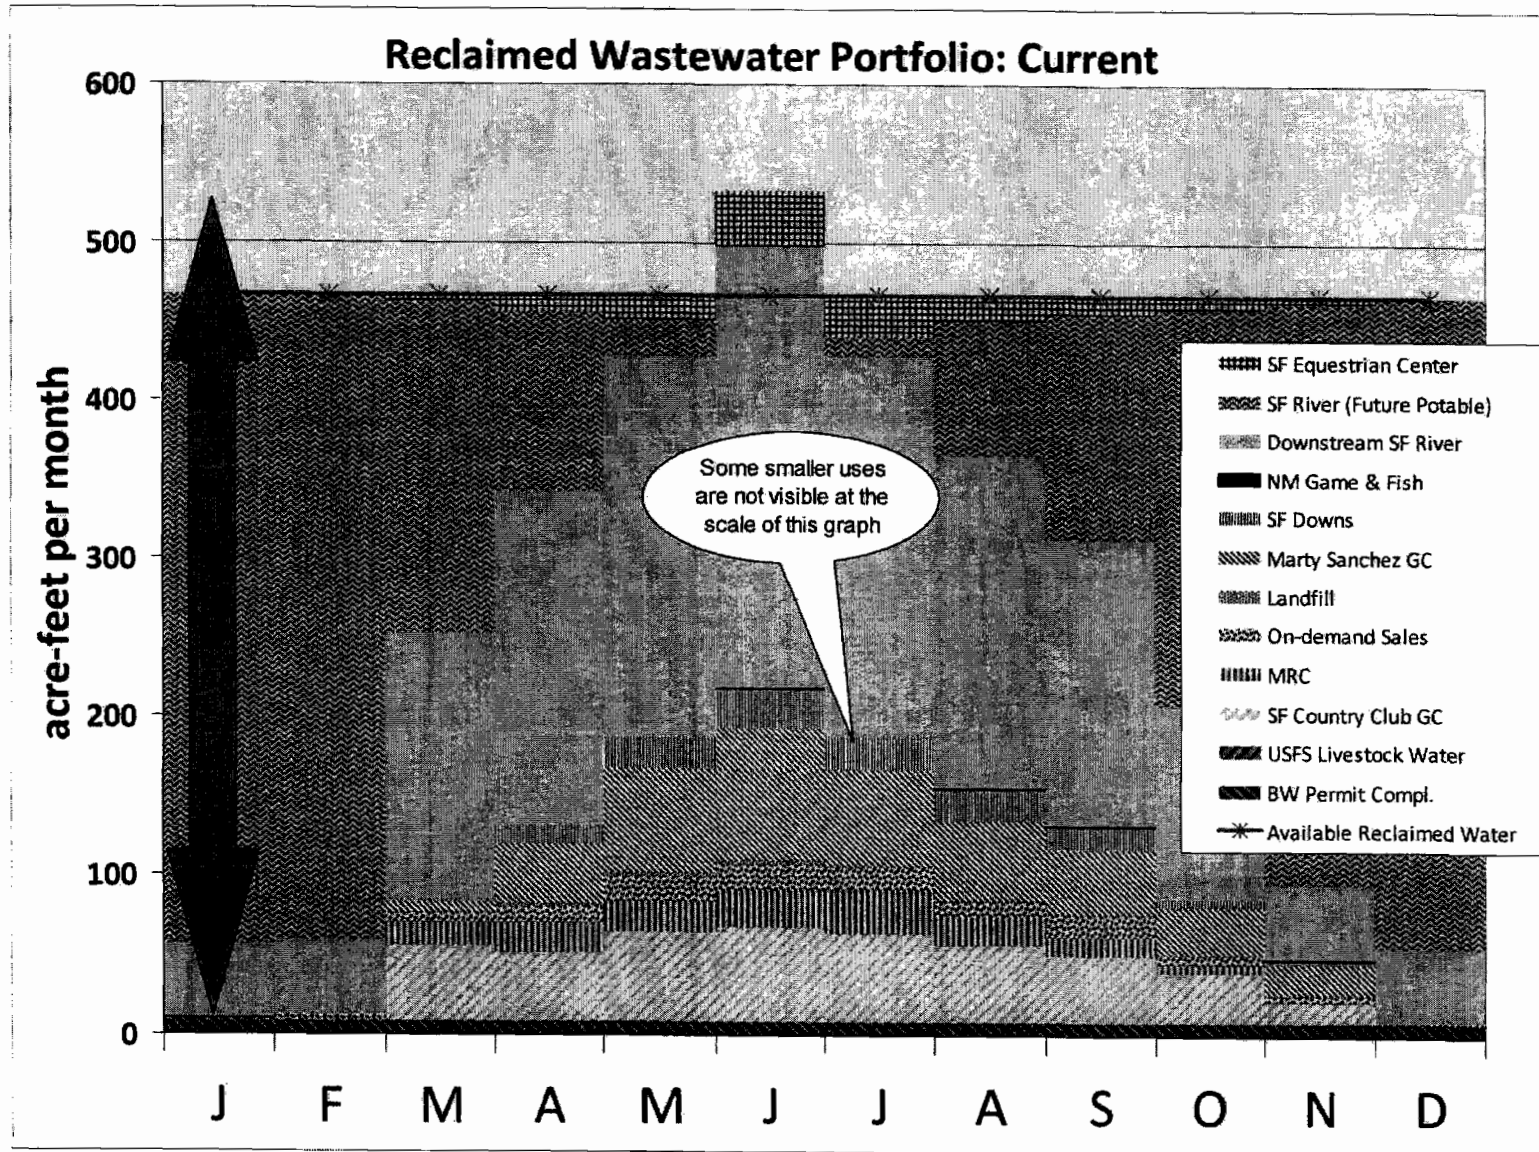 Reclaimed Wastewater Portfolio: Current
acre-feet per month
600
500
400
300
200
100
0
Some smaller uses
are not visible at the
scale of this graph
SF Equestrian Center
SF River (Future Potable)
Downstream SF River
NM Game & Fish
SF Downs
Marty Sanchez GC
Landfill
On-demand Sales
MRC
SF Country Club GC
USFS Livestock Water
BW Permit Compl.
Available Reclaimed Water
J F M A M J J A S O N D